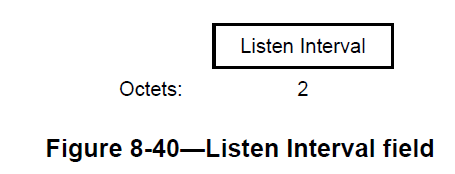 Listen Interval
Octets: 2
Figure 8-40—Listen Interval field